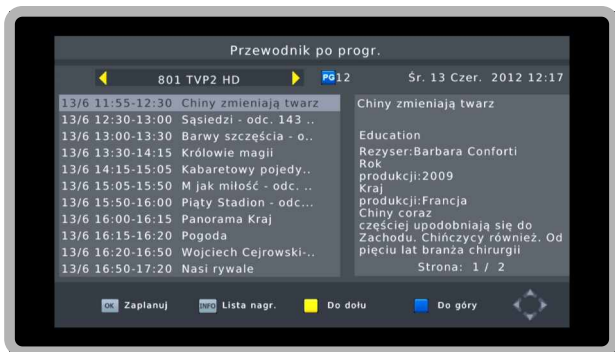 Przewodnik po progr.
801 TVP2 HD
PG12
Śr. 13 Czer. 2012 12:17
13/6 11:55-12:30 Chiny zmieniają twarz
13/6 12:30-13:00 Sąsiedzi - odc. 143 ..
13/6 13:00-13:30 Barwy szczęścia - o..
13/6 13:30-14:15 Królowie magii
13/6 14:15-15:05 Kabaretowy pojedy..
13/6 15:05-15:50 M jak miłość - odc. ..
13/6 15:50-16:00 Piąty Stadion - odc...
13/6 16:00-16:15 Panorama Kraj
13/6 16:15-16:20 Pogoda
13/6 16:20-16:50 Wojciech Cejrowski-..
13/6 16:50-17:20 Nasi rywale
Chiny zmieniają twarz
Education
Rezyser:Barbara Conforti
Rok
produkcji:2009
Kraj
produkcji:Francja
Chiny coraz
częściej upodobniają się do
Zachodu. Chińczycy również. Od
pięciu lat branża chirurgii
Strona: 1 / 2
OK Zaplanuj
INFO Lista nagr.
Do dołu
Do góry